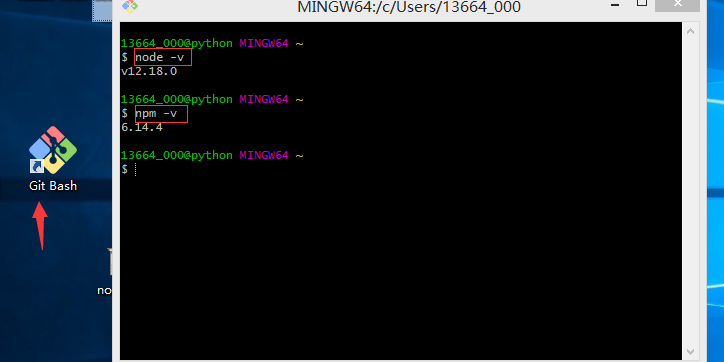 MINGW64:/c/Users/13664_000
13664_000@python MINGW64 ~
$ node -v
v12.18.0
13664_000@python MINGW64 ~
$ npm -v
6.14.4
13664_000@python MINGW64 ~
$
Git Bash
no